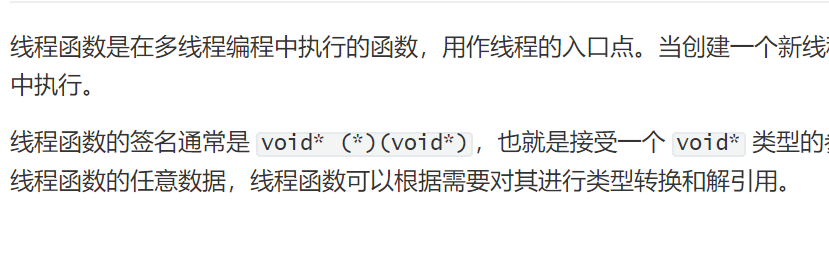 线程函数是在多线程编程中执行的函数，用作线程的入口点。当创建一个新线
中执行。
线程函数的签名通常是 void* (*)(void*)，也就是接受一个 void* 类型的
线程函数的任意数据，线程函数可以根据需要对其进行类型转换和解引用。